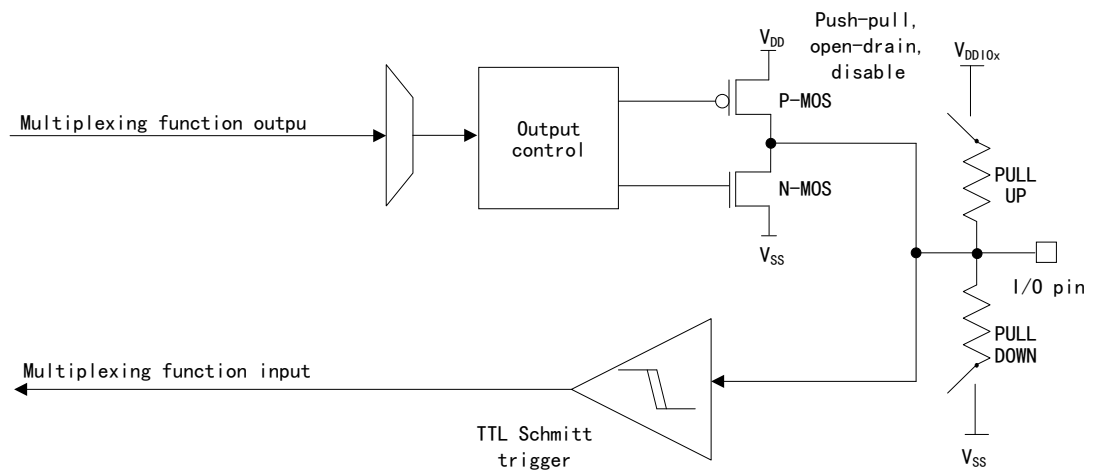 Push-pull,
open-drain,
disable
V_DD
V_DDIOx
P-MOS
Multiplexing function outpu
Output
control
PULL
UP
N-MOS
V_SS
I/O pin
PULL
DOWN
Multiplexing function input
TTL Schmitt
trigger
V_SS